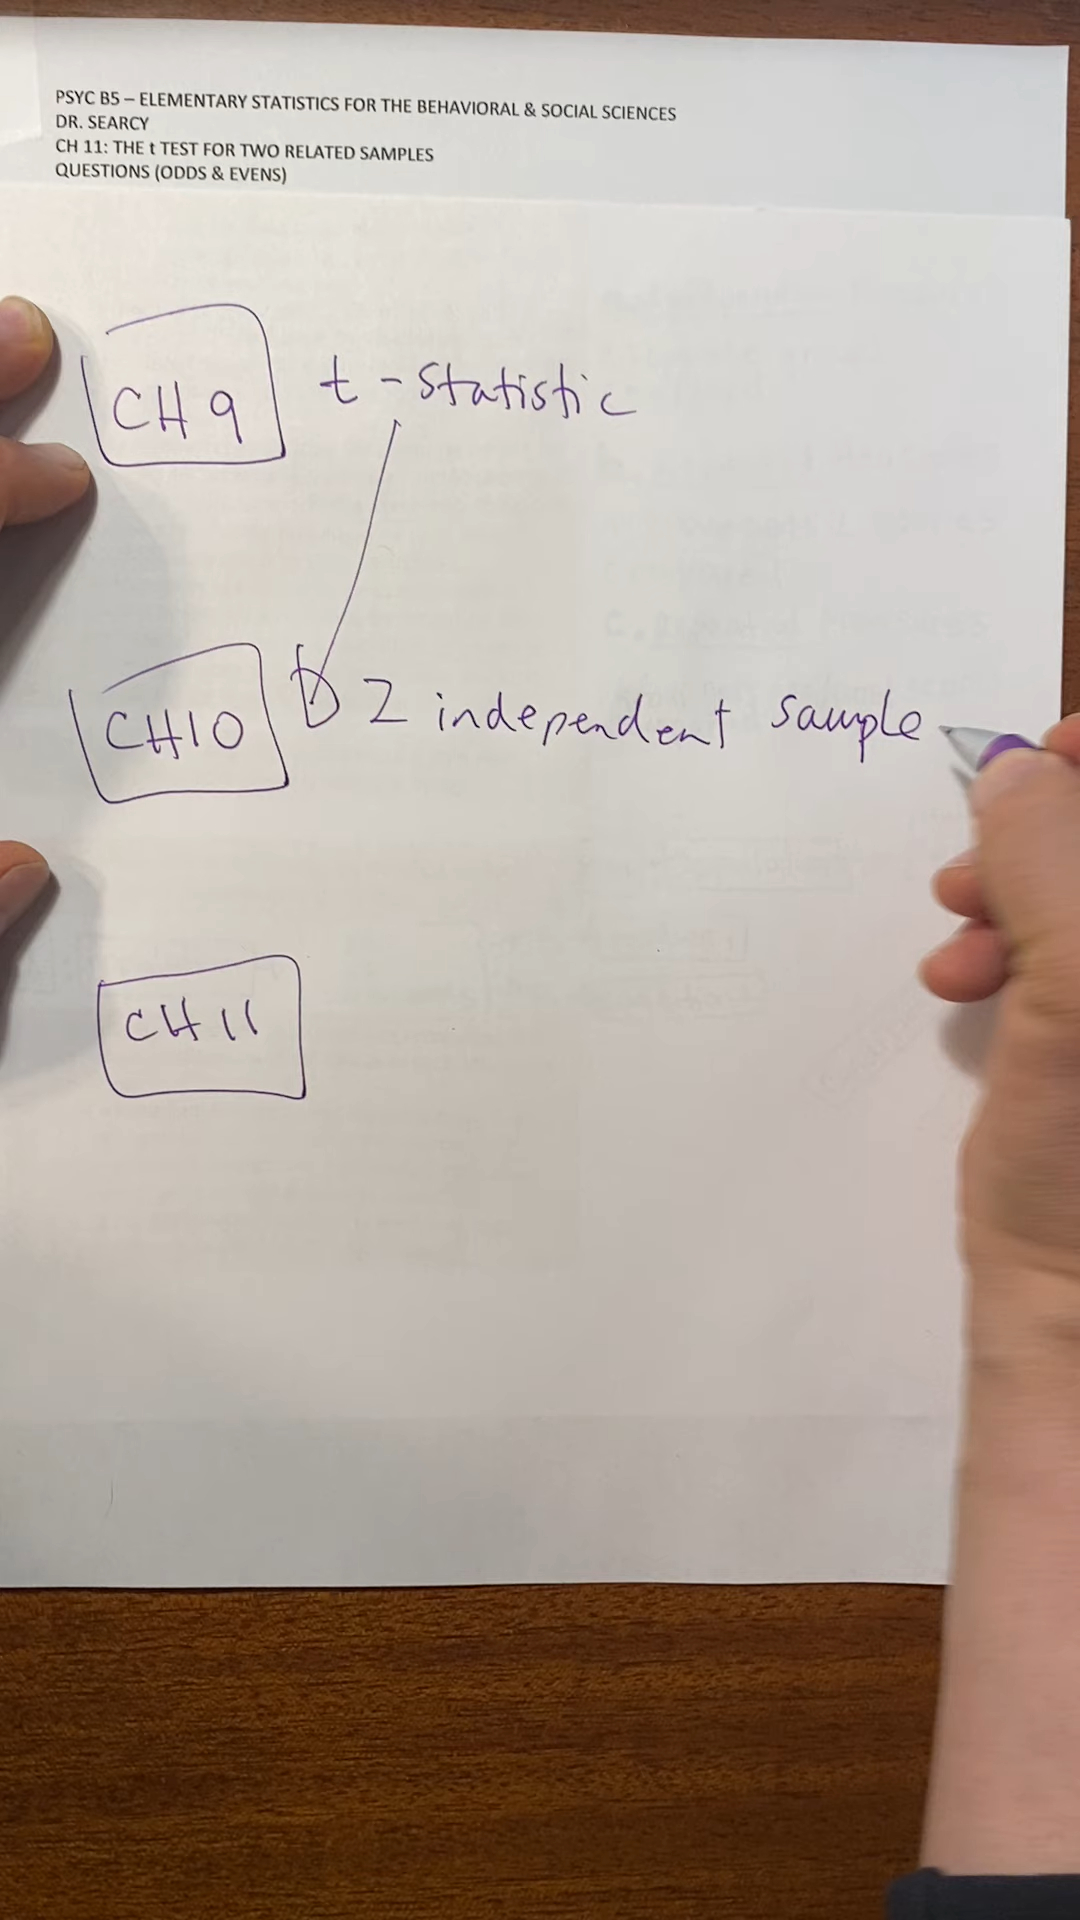 PSYC B5 – ELEMENTARY STATISTICS FOR THE BEHAVIORAL & SOCIAL SCIENCES
DR. SEARCY
CH 11: THE t TEST FOR TWO RELATED SAMPLES
QUESTIONS (ODDS & EVENS)
CH 9 t - statistic
CH10 2 independent sample
CH 11